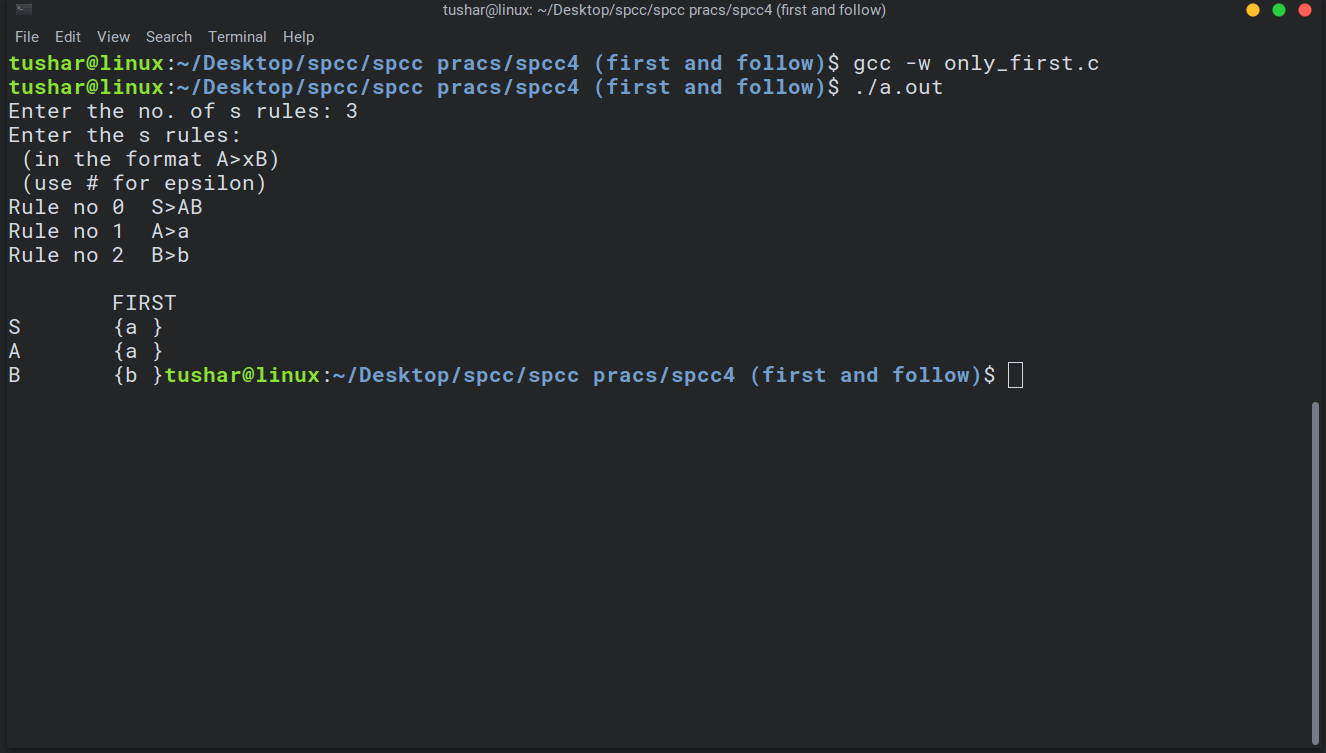 tushar@linux: ~/Desktop/spcc/spcc pracs/spcc4 (first and follow)
File Edit View Search Terminal Help
tushar@linux:~/Desktop/spcc/spcc pracs/spcc4 (first and follow)$ gcc -w only_first.c
tushar@linux:~/Desktop/spcc/spcc pracs/spcc4 (first and follow)$ ./a.out
Enter the no. of s rules: 3
Enter the s rules:
 (in the format A>xB)
 (use # for epsilon)
Rule no 0  S>AB
Rule no 1  A>a
Rule no 2  B>b
        FIRST
S       {a }
A       {a }
B       {b }tushar@linux:~/Desktop/spcc/spcc pracs/spcc4 (first and follow)$